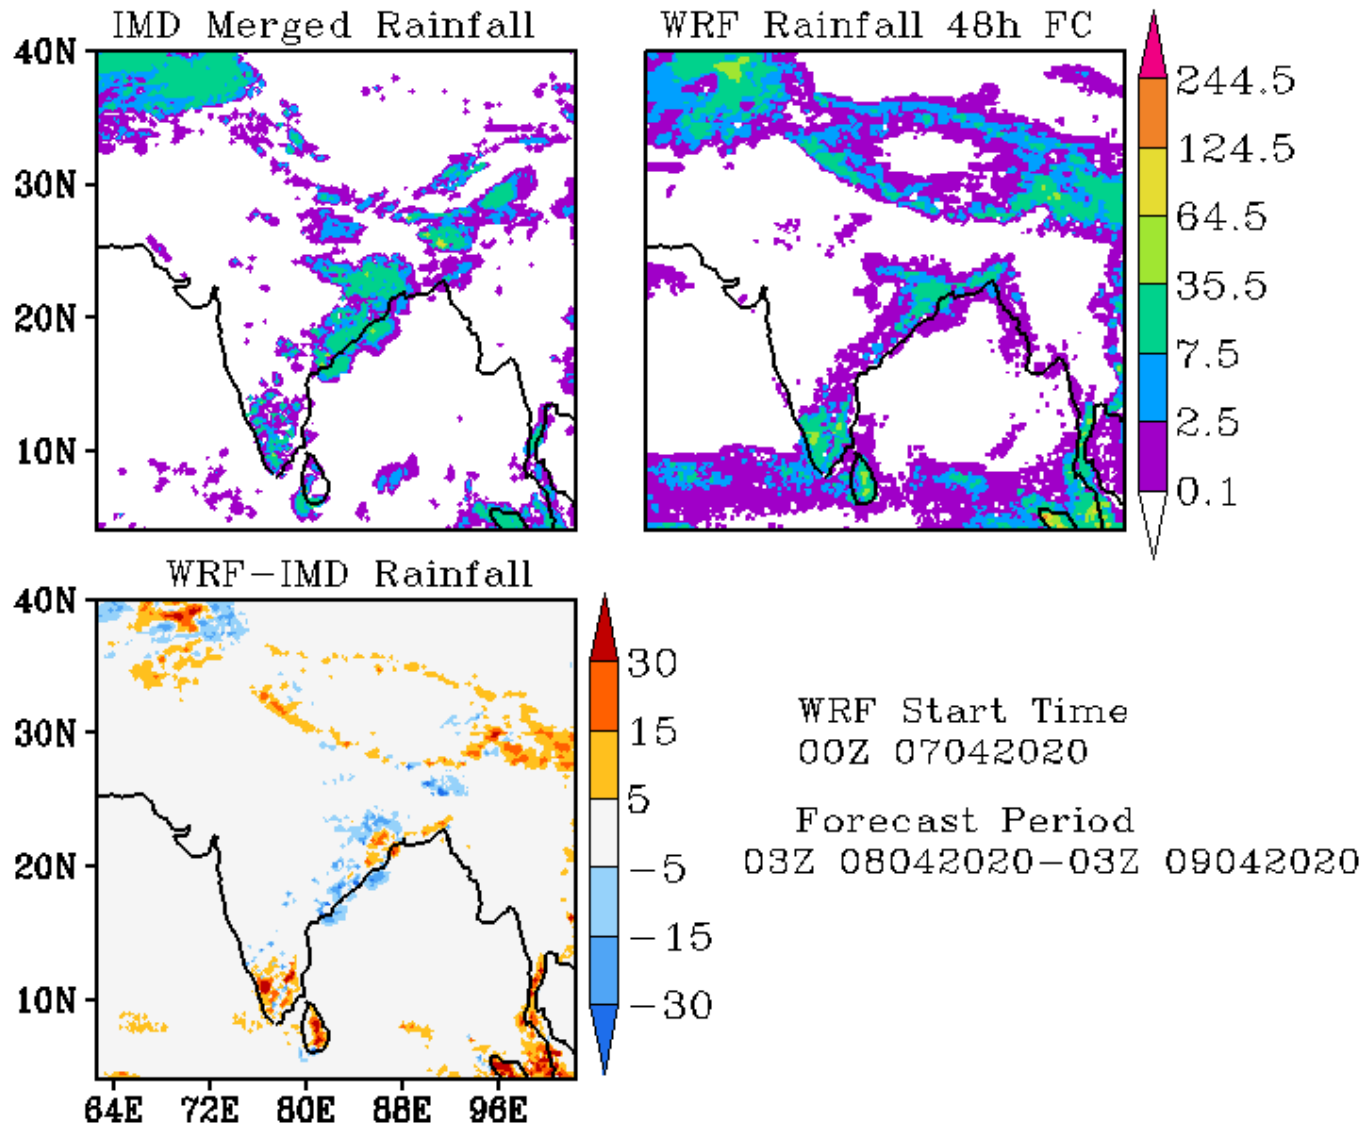 IMD Merged Rainfall
WRF Rainfall 48h FC
40N
30N
20N
10N
244.5
124.5
64.5
35.5
7.5
2.5
0.1
WRF-IMD Rainfall
40N
30N
20N
10N
64E 72E 80E 88E 96E
30
15
5
-5
-15
-30
WRF Start Time
00Z 07042020
Forecast Period
03Z 08042020-03Z 09042020